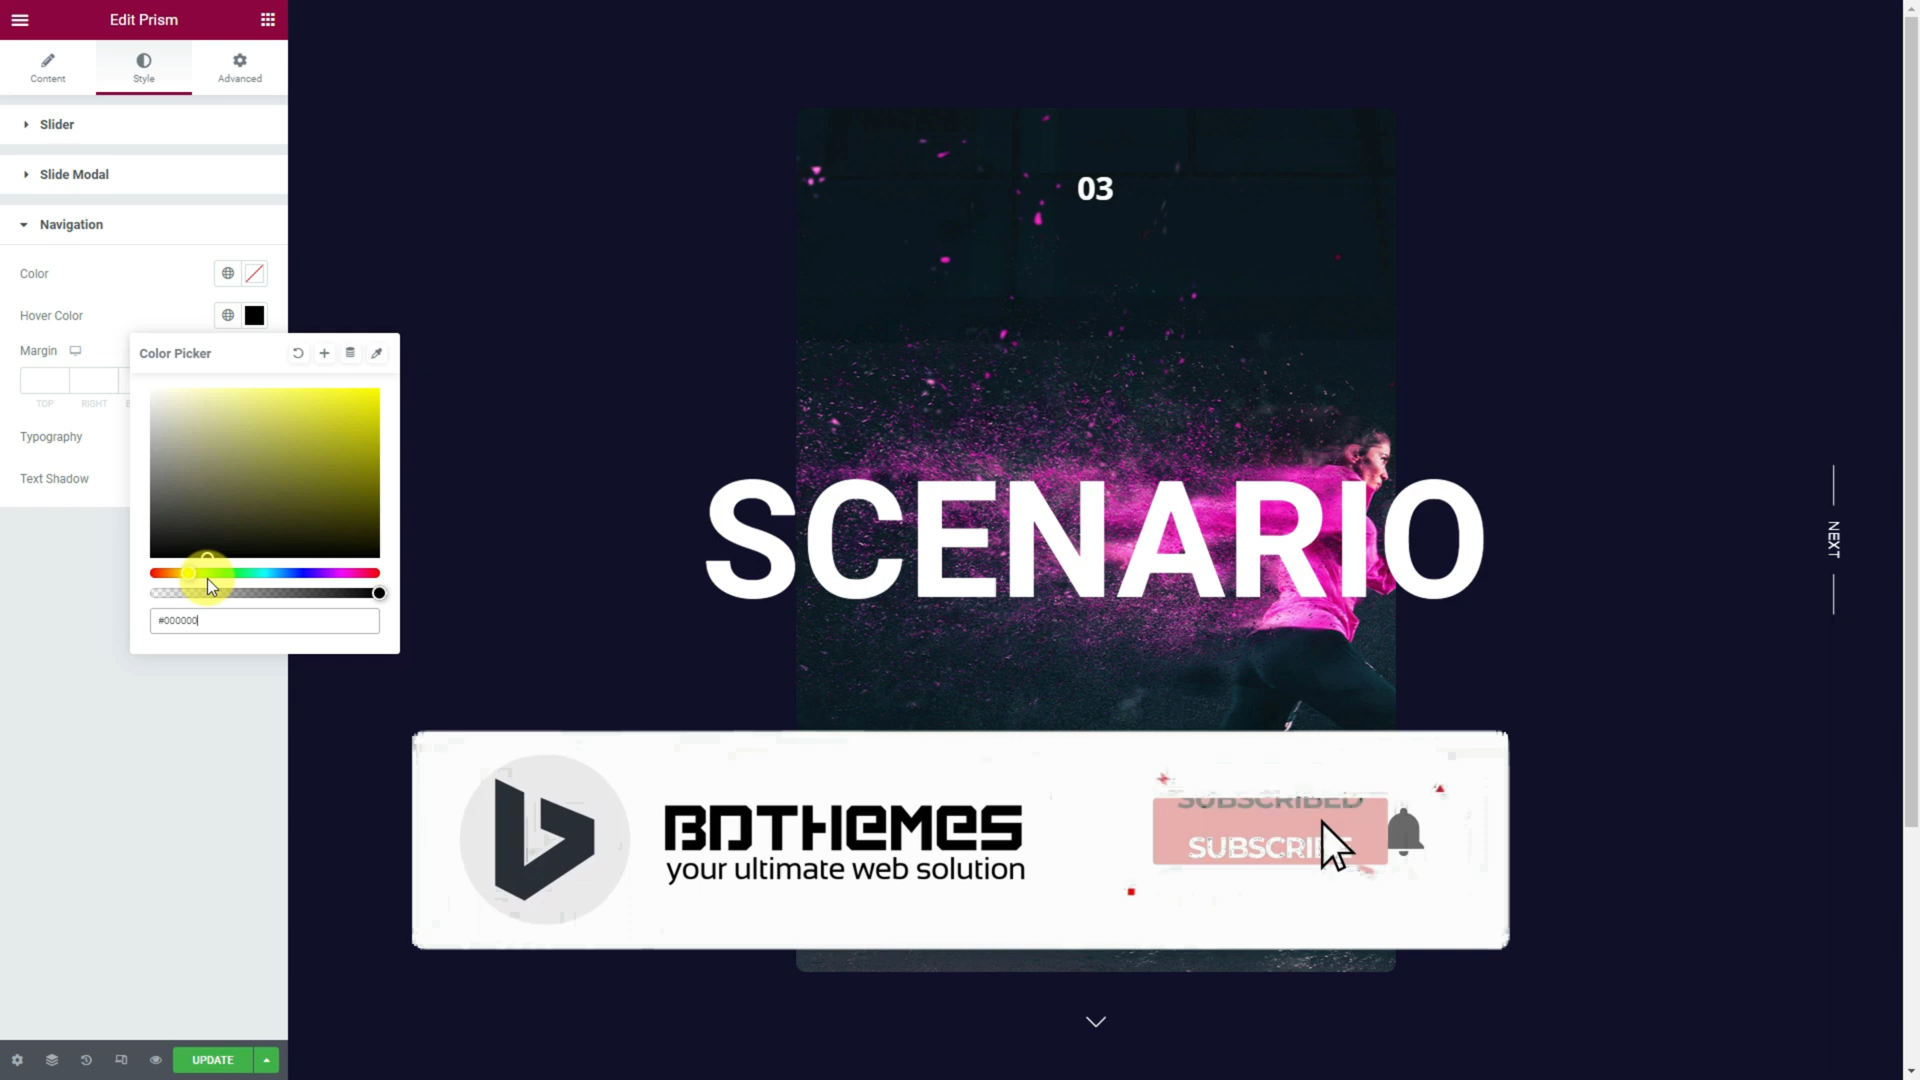 Edit Prism
Content
Style
Advanced
Slider
Slide Modal
Navigation
Color
Hover Color
Margin
TOP
RIGHT
Typography
Text Shadow
Color Picker
#000000
UPDATE
03
SCENARIO
NEXT
BDTHEMES
your ultimate web solution
SUBSCRIBED